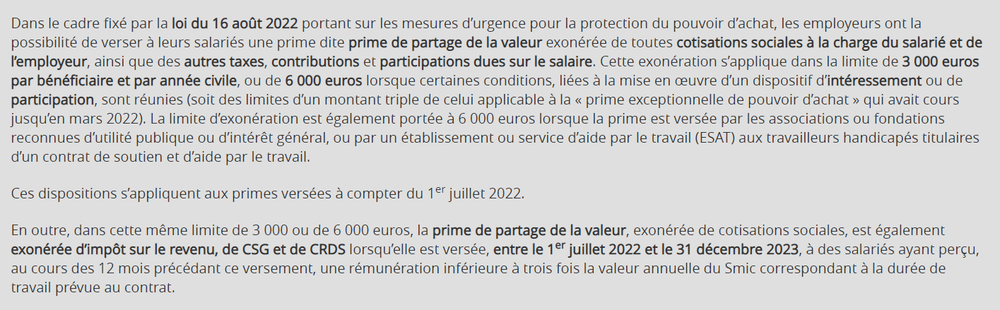 Dans le cadre fixé par la loi du 16 août 2022 portant sur les mesures d’urgence pour la protection du pouvoir d’achat, les employeurs ont la
possibilité de verser à leurs salariés une prime dite prime de partage de la valeur exonérée de toutes cotisations sociales à la charge du salarié et de
l’employeur, ainsi que des autres taxes, contributions et participations dues sur le salaire. Cette exonération s’applique dans la limite de 3 000 euros
par bénéficiaire et par année civile, ou de 6 000 euros lorsque certaines conditions, liées à la mise en œuvre d’un dispositif d’intéressement ou de
participation, sont réunies (soit des limites d’un montant triple de celui applicable à la « prime exceptionnelle de pouvoir d’achat » qui avait cours
jusqu’en mars 2022). La limite d’exonération est également portée à 6 000 euros lorsque la prime est versée par les associations ou fondations
reconnues d’utilité publique ou d’intérêt général, ou par un établissement ou service d’aide par le travail (ESAT) aux travailleurs handicapés titulaires
d’un contrat de soutien et d’aide par le travail.
Ces dispositions s’appliquent aux primes versées à compter du 1er juillet 2022.
En outre, dans cette même limite de 3 000 ou de 6 000 euros, la prime de partage de la valeur, exonérée de cotisations sociales, est également
exonérée d’impôt sur le revenu, de CSG et de CRDS lorsqu’elle est versée, entre le 1er juillet 2022 et le 31 décembre 2023, à des salariés ayant perçu,
au cours des 12 mois précédant ce versement, une rémunération inférieure à trois fois la valeur annuelle du Smic correspondant à la durée de
travail prévue au contrat.